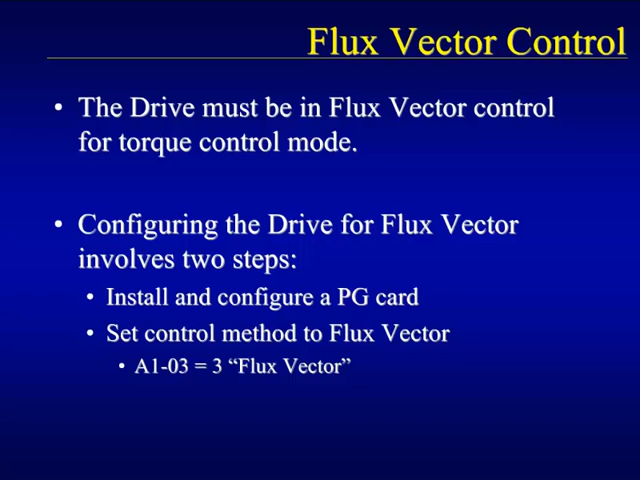 Flux Vector Control
• The Drive must be in Flux Vector control
for torque control mode.
• Configuring the Drive for Flux Vector
involves two steps:
• Install and configure a PG card
• Set control method to Flux Vector
• A1-03 = 3 “Flux Vector”